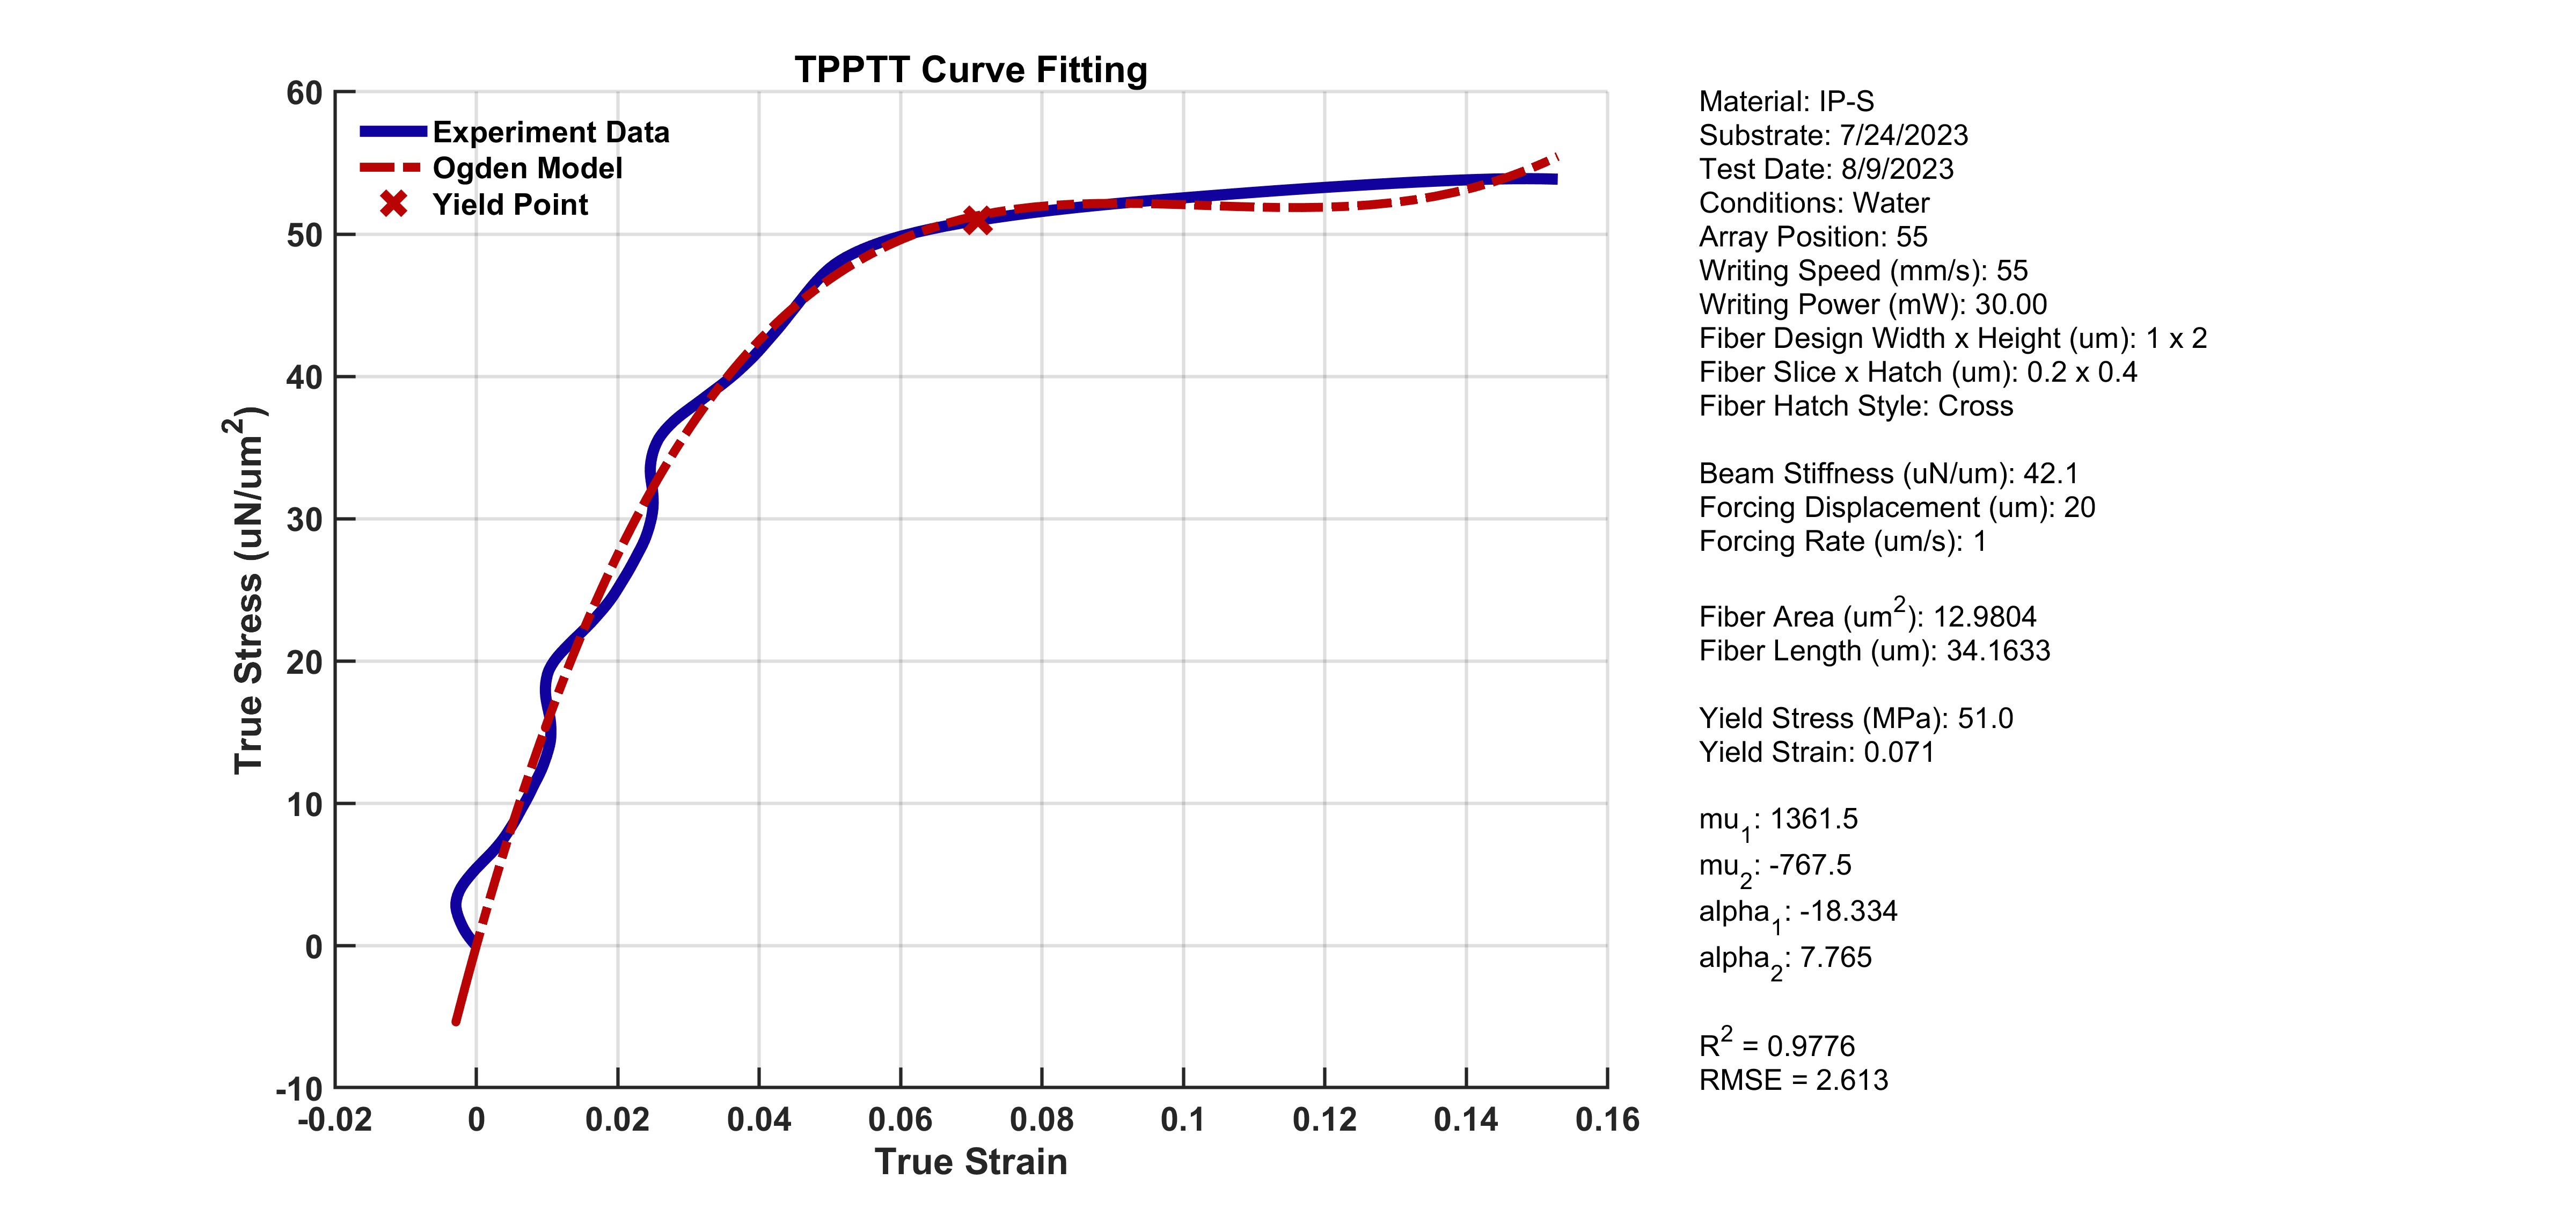 TPPTT Curve Fitting
60
50
40
30
20
10
0
-10
True Stress (uN/um²)
Experiment Data
Ogden Model
Yield Point
-0.02 0 0.02 0.04 0.06 0.08 0.1 0.12 0.14 0.16
True Strain
Material: IP-S
Substrate: 7/24/2023
Test Date: 8/9/2023
Conditions: Water
Array Position: 55
Writing Speed (mm/s): 55
Writing Power (mW): 30.00
Fiber Design Width x Height (um): 1 x 2
Fiber Slice x Hatch (um): 0.2 x 0.4
Fiber Hatch Style: Cross
Beam Stiffness (uN/um): 42.1
Forcing Displacement (um): 20
Forcing Rate (um/s): 1
Fiber Area (um²): 12.9804
Fiber Length (um): 34.1633
Yield Stress (MPa): 51.0
Yield Strain: 0.071
mu₁: 1361.5
mu₂: -767.5
alpha₁: -18.334
alpha₂: 7.765
R² = 0.9776
RMSE = 2.613